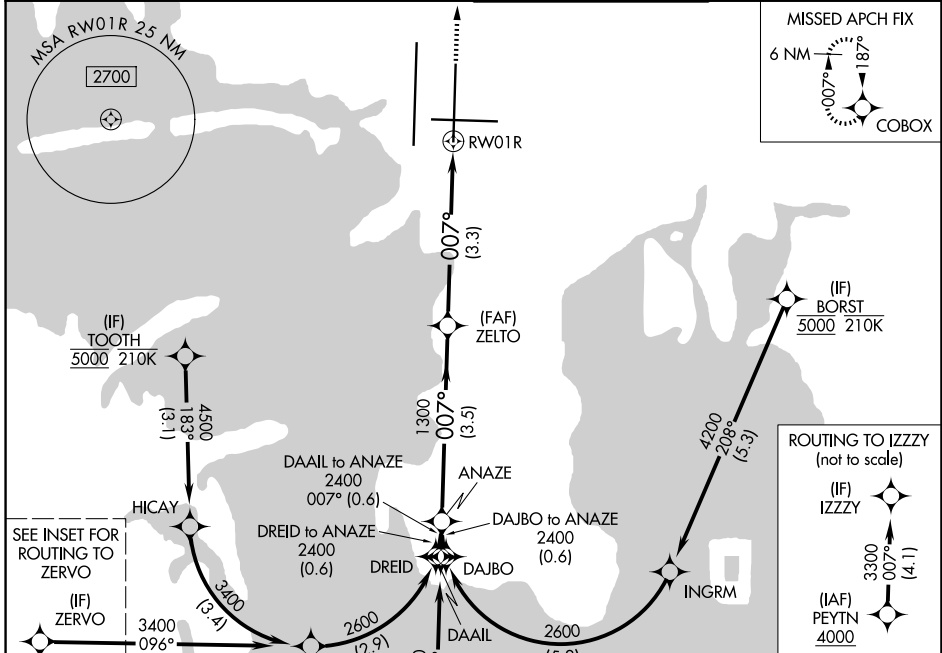 MSA RW01R 25 NM
2700
MISSED APCH FIX
6 NM
187°
007°
COBOX
RW01R
007°
(3.3)
(IF)
TOOTH
5000 210K
(FAF)
ZELTO
(IF)
BORST
5000 210K
4500
183°
(3.1)
1300
007°
(3.5)
4200
208°
(5.3)
ROUTING TO IZZZY
(not to scale)
(IF)
IZZZY
3300
007°
(4.1)
(IAF)
PEYTN
4000
DAAIL to ANAZE
2400
007° (0.6)
ANAZE
HICAY
DREID to ANAZE
2400
(0.6)
DAJBO to ANAZE
2400
(0.6)
DREID
DAJBO
INGRM
SEE INSET FOR
ROUTING TO
ZERVO
(IF)
ZERVO
3400
096°
3400
(3.4)
2600
(2.9)
DAAIL
2600